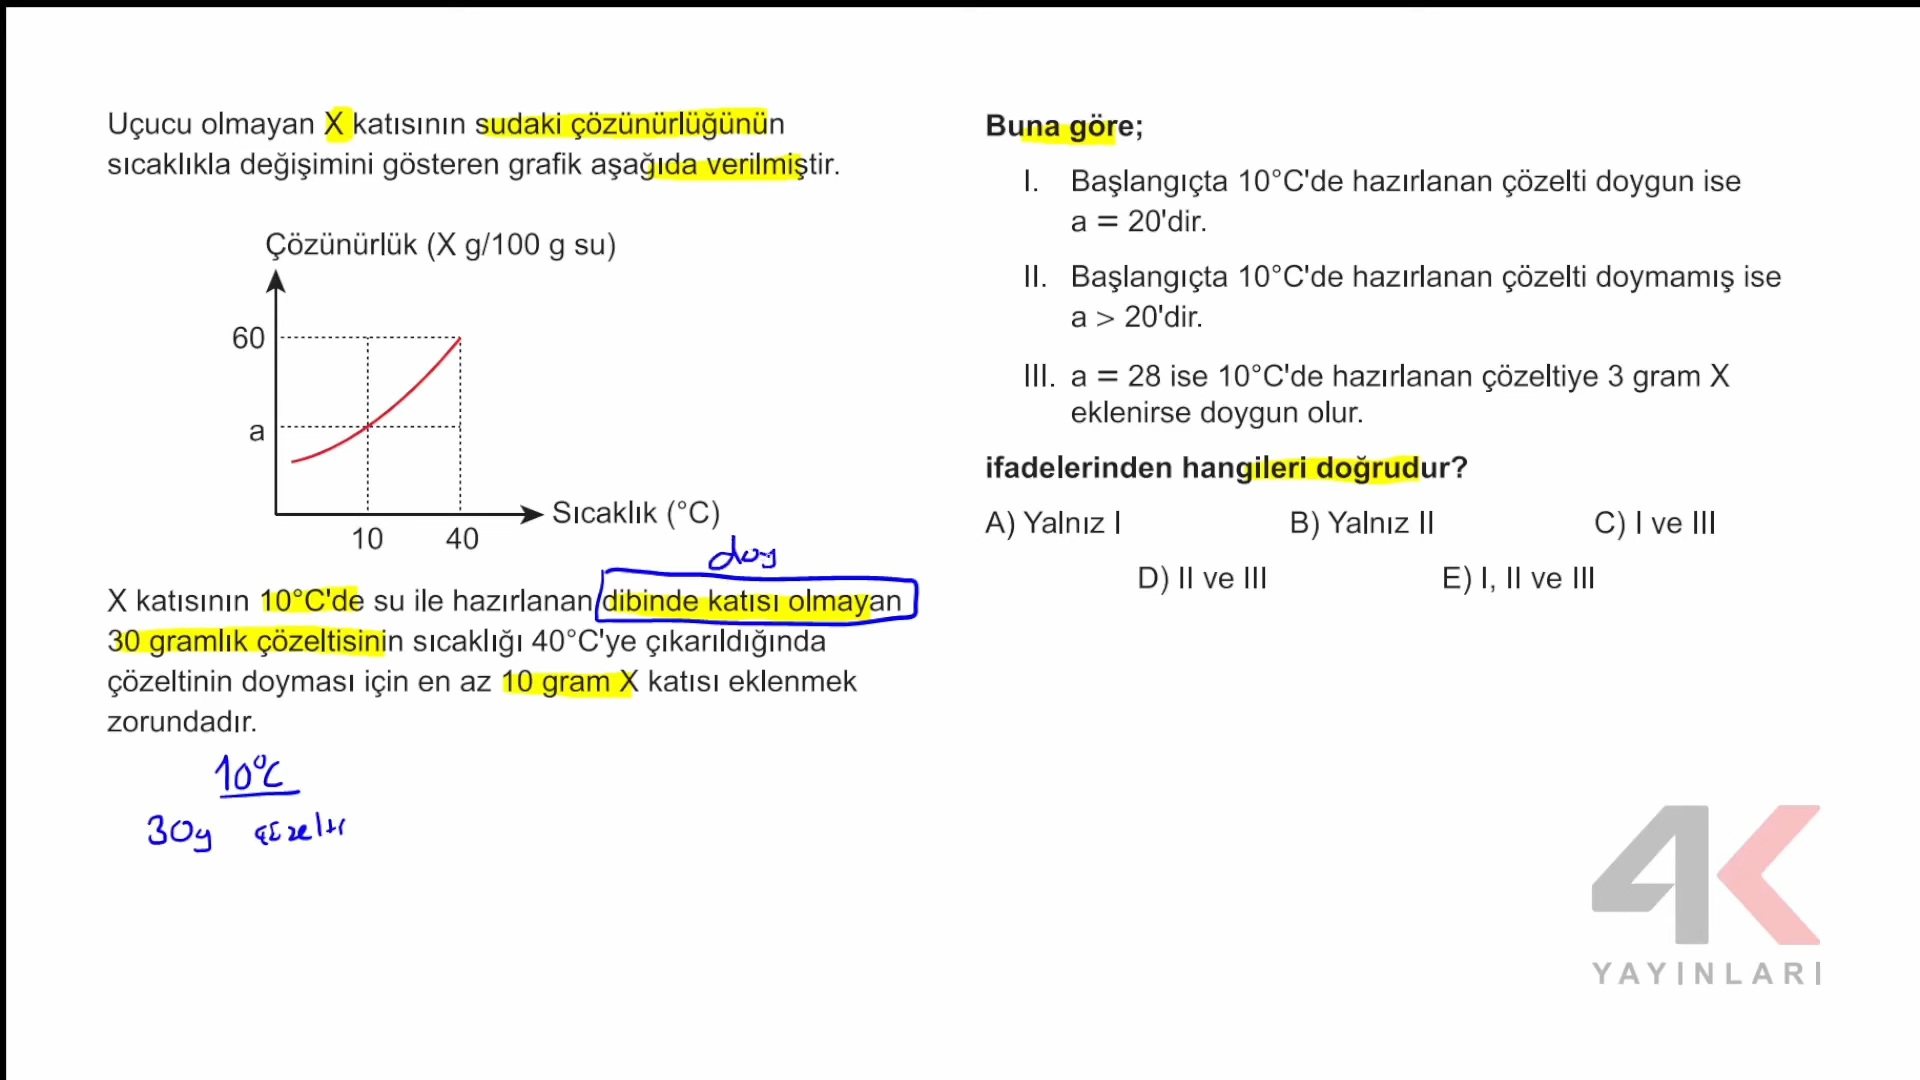 Uçucu olmayan X katısının sudaki çözünürlüğünün
sıcaklıkla değişimini gösteren grafik aşağıda verilmiştir.
Çözünürlük (X g/100 g su)
60
a
10 40
Sıcaklık (°C)
doy
X katısının 10°C'de su ile hazırlanan dibinde katısı olmayan
30 gramlık çözeltisinin sıcaklığı 40°C'ye çıkarıldığında
çözeltinin doyması için en az 10 gram X katısı eklenmek
zorundadır.
10°C
30g çözelti
Buna göre;
I. Başlangıçta 10°C'de hazırlanan çözelti doygun ise
a = 20'dir.
II. Başlangıçta 10°C'de hazırlanan çözelti doymamış ise
a > 20'dir.
III. a = 28 ise 10°C'de hazırlanan çözeltiye 3 gram X
eklenirse doygun olur.
ifadelerinden hangileri doğrudur?
A) Yalnız I B) Yalnız II C) I ve III
D) II ve III E) I, II ve III
4K
YAYINLARI